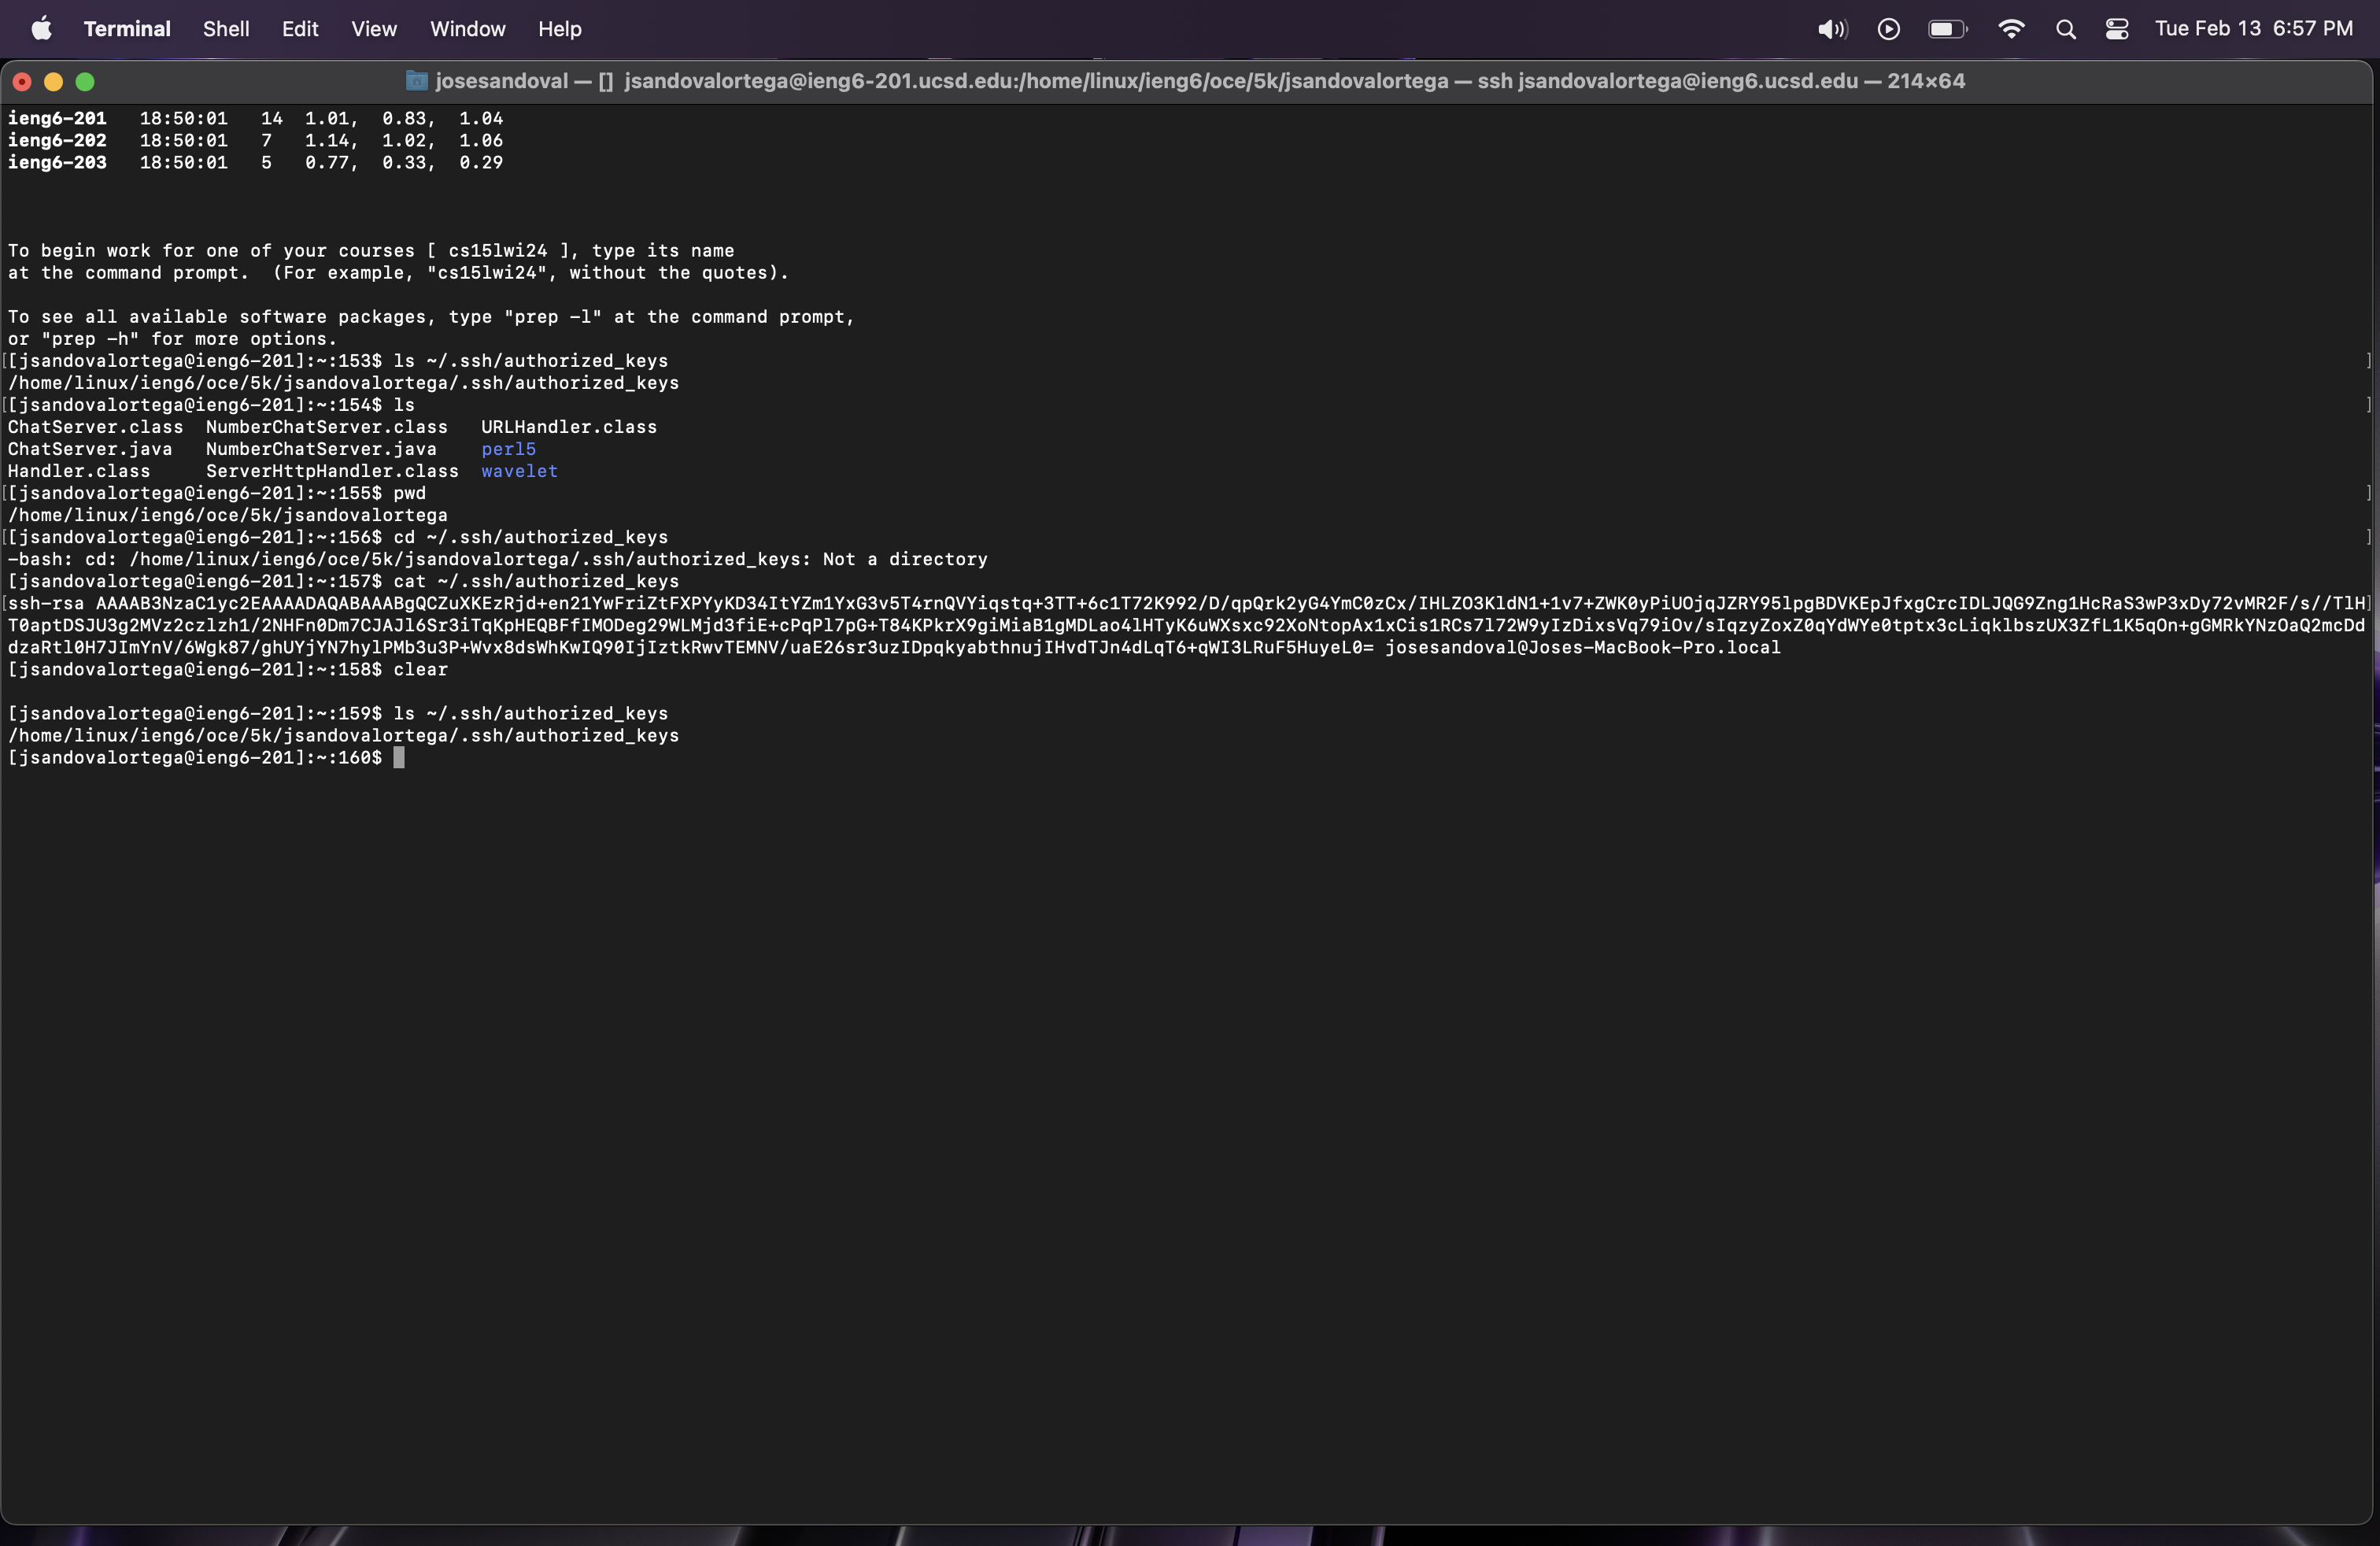 Terminal Shell Edit View Window Help Tue Feb 13 6:57 PM
josesandoval — [] jsandovalortega@ieng6-201.ucsd.edu:/home/linux/ieng6/oce/5k/jsandovalortega — ssh jsandovalortega@ieng6.ucsd.edu — 214×64
ieng6-201 18:50:01 14 1.01, 0.83, 1.04
ieng6-202 18:50:01 7 1.14, 1.02, 1.06
ieng6-203 18:50:01 5 0.77, 0.33, 0.29
To begin work for one of your courses [ cs15lwi24 ], type its name
at the command prompt. (For example, "cs15lwi24", without the quotes).
To see all available software packages, type "prep -l" at the command prompt,
or "prep -h" for more options.
[[jsandovalortega@ieng6-201]:~:153$ ls ~/.ssh/authorized_keys ]
/home/linux/ieng6/oce/5k/jsandovalortega/.ssh/authorized_keys
[[jsandovalortega@ieng6-201]:~:154$ ls ]
ChatServer.class NumberChatServer.class URLHandler.class
ChatServer.java NumberChatServer.java perl5
Handler.class ServerHttpHandler.class wavelet
[[jsandovalortega@ieng6-201]:~:155$ pwd ]
/home/linux/ieng6/oce/5k/jsandovalortega
[[jsandovalortega@ieng6-201]:~:156$ cd ~/.ssh/authorized_keys ]
-bash: cd: /home/linux/ieng6/oce/5k/jsandovalortega/.ssh/authorized_keys: Not a directory
[jsandovalortega@ieng6-201]:~:157$ cat ~/.ssh/authorized_keys
[ssh-rsa AAAAB3NzaC1yc2EAAAADAQABAAABgQCZuXKEzRjd+en21YwFriZtFXPYyKD34ItYZm1YxG3v5T4rnQVYiqstq+3TT+6c1T72K992/D/qpQrk2yG4YmC0zCx/IHLZO3KldN1+1v7+ZWK0yPiUOjqJZRY95lpgBDVKEpJfxgCrcIDLJQG9Zng1HcRaS3wP3xDy72vMR2F/s//TlH]
T0aptDSJU3g2MVz2czlzh1/2NHFn0Dm7CJAJl6Sr3iTqKpHEQBFfIMODeg29WLMjd3fiE+cPqPl7pG+T84KPkrX9giMiaB1gMDLao4lHTyK6uWXsxc92XoNtopAx1xCis1RCs7l72W9yIzDixsVq79iOv/sIqzyZoxZ0qYdWYe0tptx3cLiqklbszUX3ZfL1K5qOn+gGMRkYNzOaQ2mcDd
dzaRtl0H7JImYnV/6Wgk87/ghUYjYN7hylPMb3u3P+Wvx8dsWhKwIQ90IjIztkRwvTEMNV/uaE26sr3uzIDpqkyabthnujIHvdTJn4dLqT6+qWI3LRuF5HuyeL0= josesandoval@Joses-MacBook-Pro.local
[jsandovalortega@ieng6-201]:~:158$ clear
[jsandovalortega@ieng6-201]:~:159$ ls ~/.ssh/authorized_keys
/home/linux/ieng6/oce/5k/jsandovalortega/.ssh/authorized_keys
[jsandovalortega@ieng6-201]:~:160$